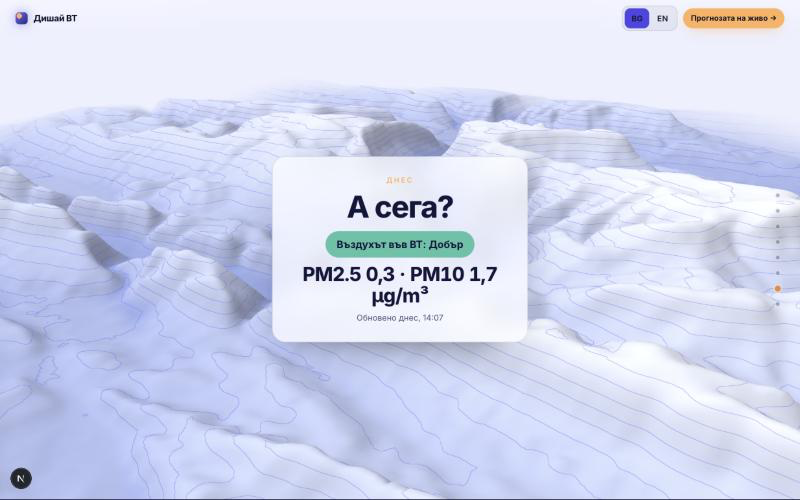 Дишай ВТ
BG EN
Прогнозата на живо →
ДНЕС
А сега?
Въздухът във ВТ: Добър
PM2.5 0,3 · PM10 1,7
µg/m³
Обновено днес, 14:07
N